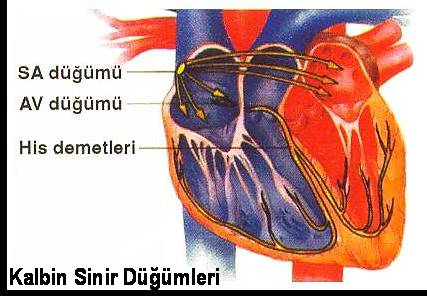 SA düğümü
AV düğümü
His demetleri
Kalbin Sinir Düğümleri